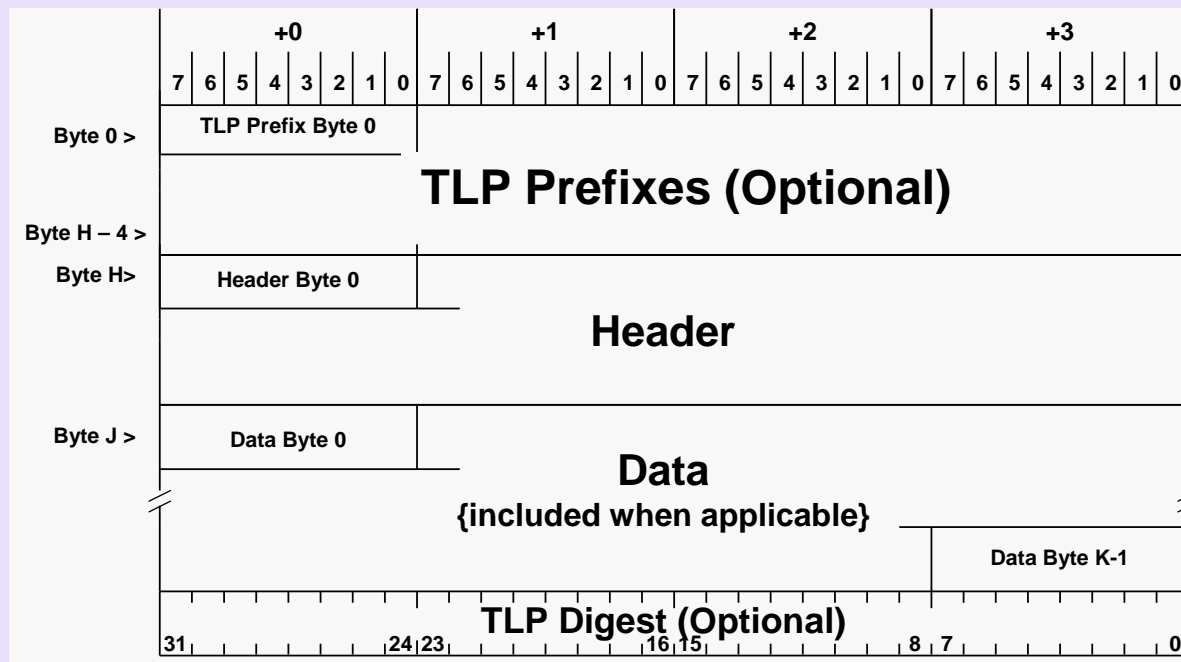 +0 +1 +2 +3
7 6 5 4 3 2 1 0 7 6 5 4 3 2 1 0 7 6 5 4 3 2 1 0 7 6 5 4 3 2 1 0
Byte 0 > TLP Prefix Byte 0
TLP Prefixes (Optional)
Byte H – 4 >
Byte H> Header Byte 0
Header
Byte J > Data Byte 0
Data
{included when applicable}
Data Byte K-1
TLP Digest (Optional)
31 24 23 16 15 8 7 0